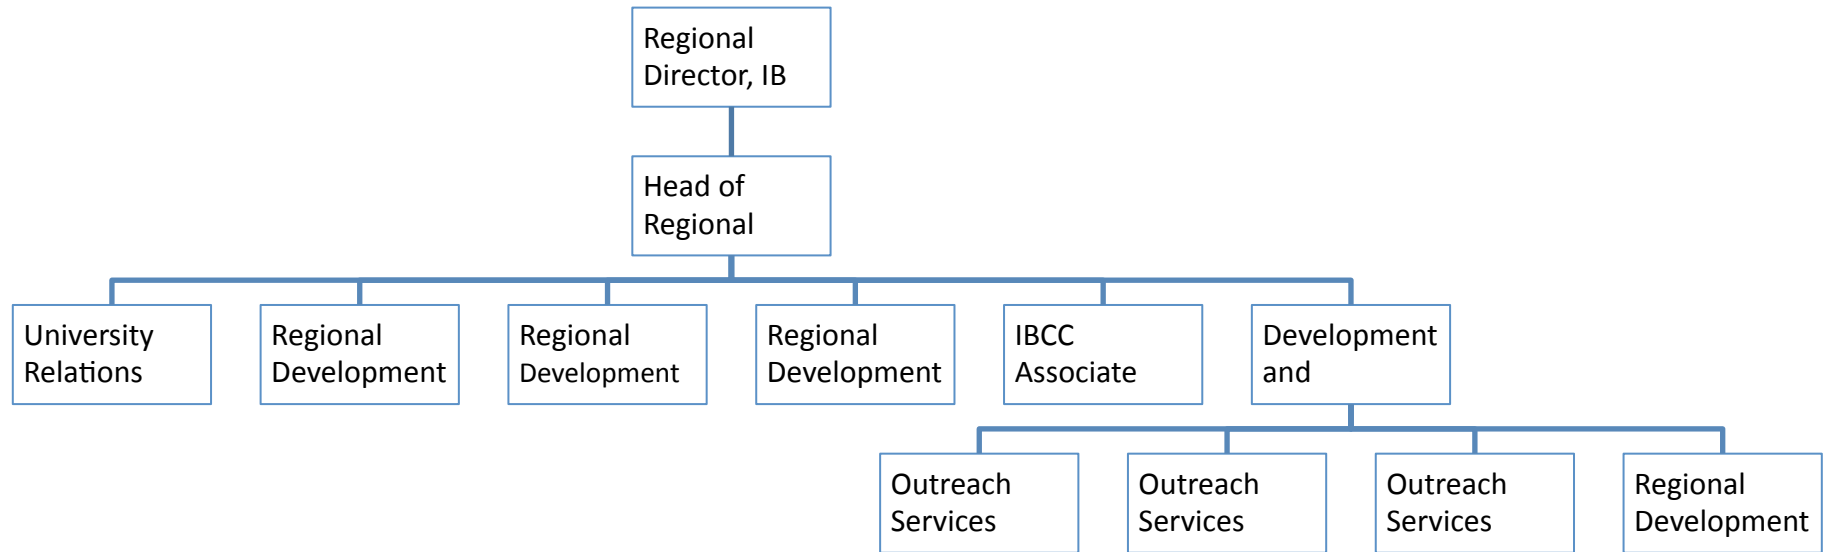 Regional
Director, IB
Head of
Regional
University
Relations
Regional
Development
Regional
Development
Regional
Development
IBCC
Associate
Development
and
Outreach
Services
Outreach
Services
Outreach
Services
Regional
Development